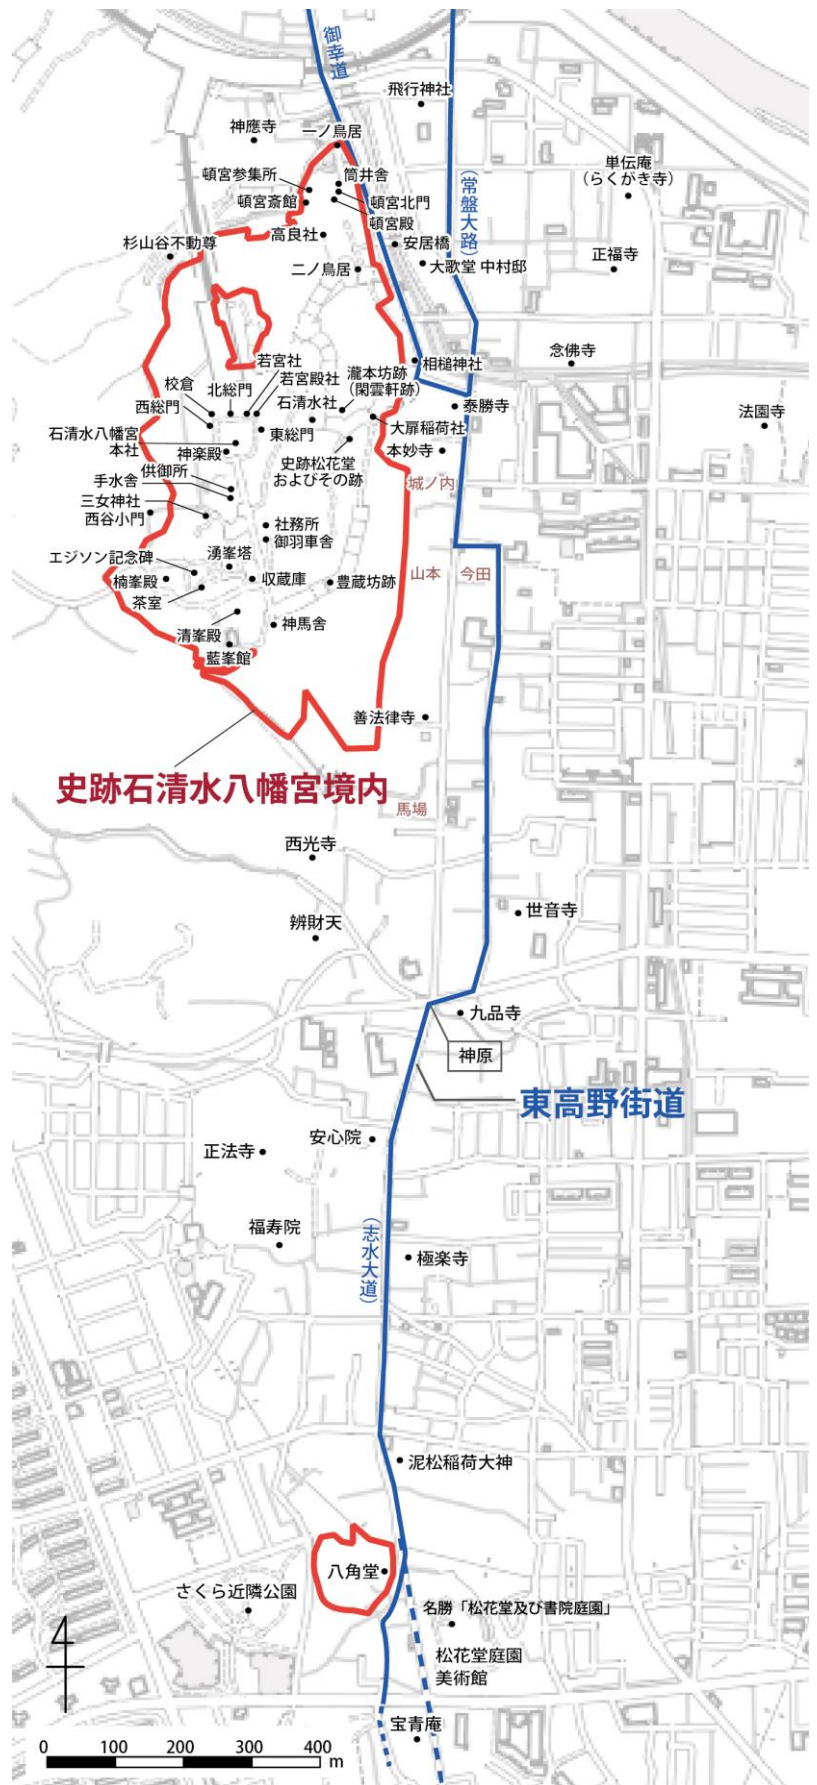 御幸道
飛行神社
神應寺
一ノ鳥居
単伝庵
(らくがき寺)
頓宮参集所
筒井舎
(常盤大路)
頓宮斎館
頓宮北門
頓宮殿
高良社
安居橋
杉山谷不動尊
正福寺
二ノ鳥居
大歌堂 中村邸
若宮社
相槌神社
念佛寺
若宮殿社
瀧本坊跡
(閑雲軒跡)
校倉
北総門
石清水社
西総門
泰勝寺
法園寺
大扉稲荷社
石清水八幡宮
本社
東総門
神楽殿
本妙寺
史跡松花堂
およびその跡
供御所
手水舎
城ノ内
三女神社
西谷小門
社務所
御羽車舎
エジソン記念碑
湧峯塔
山本
今田
楠峯殿
収蔵庫
豊蔵坊跡
茶室
神馬舎
清峯殿
藍峯館
善法律寺
史跡石清水八幡宮境内
馬場
西光寺
世音寺
辨財天
九品寺
神原
東高野街道
安心院
正法寺
福寿院
(志水大道)
極楽寺
泥松稲荷大神
八角堂
さくら近隣公園
名勝「松花堂及び書院庭園」
松花堂庭園
美術館
宝青庵
0 100 200 300 400 m